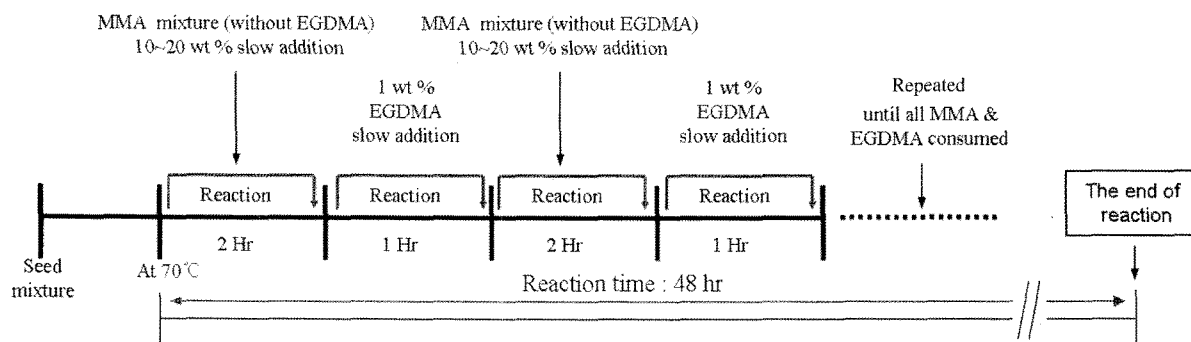 MMA mixture (without EGDMA)
10~20 wt % slow addition
MMA mixture (without EGDMA)
10~20 wt % slow addition
1 wt %
EGDMA
slow addition
1 wt %
EGDMA
slow addition
Repeated
until all MMA &
EGDMA consumed
Reaction
Reaction
Reaction
Reaction
The end of
reaction
2 Hr
1 Hr
2 Hr
1 Hr
Seed
mixture
At 70℃
Reaction time : 48 hr